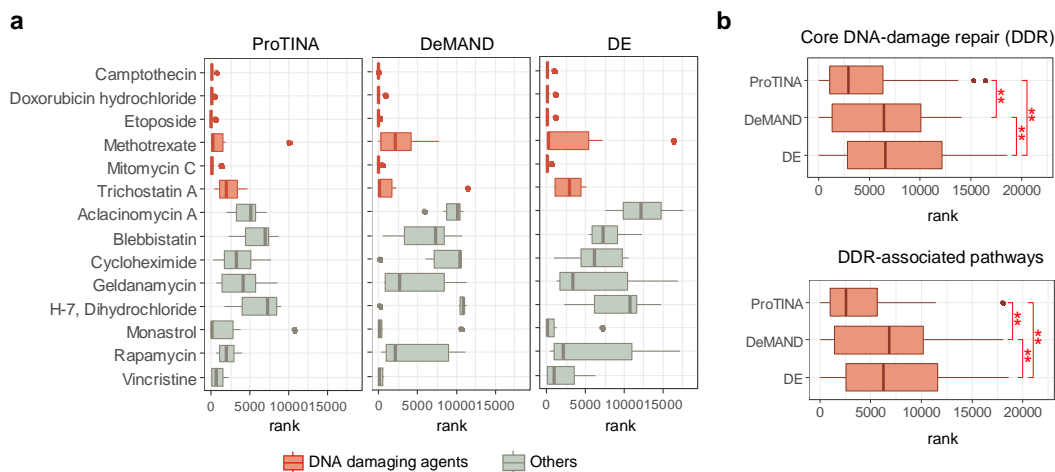 a
ProTINA DeMAND DE
Camptothecin
Doxorubicin hydrochloride
Etoposide
Methotrexate
Mitomycin C
Trichostatin A
Aclacinomycin A
Blebbistatin
Cycloheximide
Geldanamycin
H-7, Dihydrochloride
Monastrol
Rapamycin
Vincristine
0 5000 10000 15000 0 5000 10000 15000 0 5000 10000 15000
rank rank rank
DNA damaging agents Others
b
Core DNA-damage repair (DDR)
ProTINA
DeMAND
DE
**
**
**
0 5000 10000 15000 20000
rank
DDR-associated pathways
ProTINA
DeMAND
DE
**
**
**
0 5000 10000 15000 20000
rank